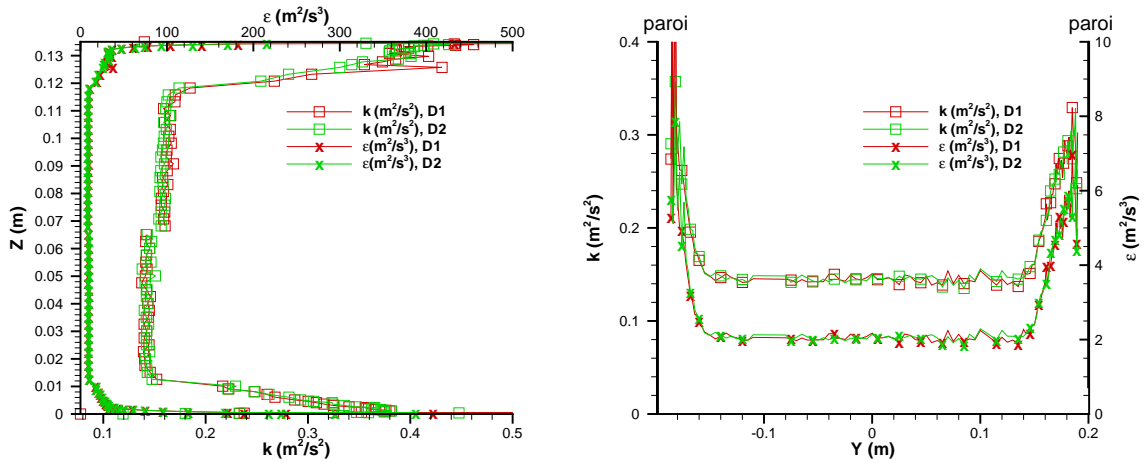 ε (m²/s³)
0 100 200 300 400 500
0.13
0.12
0.11
0.1
0.09
0.08
0.07
0.06
0.05
0.04
0.03
0.02
0.01
0
Z (m)
k (m²/s²), D1
k (m²/s²), D2
ε(m²/s³), D1
ε(m²/s³), D2
0.1 0.2 0.3 0.4 0.5
k (m²/s²)
paroi paroi
0.4
0.3
0.2
0.1
0
k (m²/s²)
k (m²/s²), D1
k (m²/s²), D2
ε (m²/s³), D1
ε (m²/s³), D2
10
8
6
4
2
0
ε (m²/s³)
-0.1 0 0.1 0.2
Y (m)